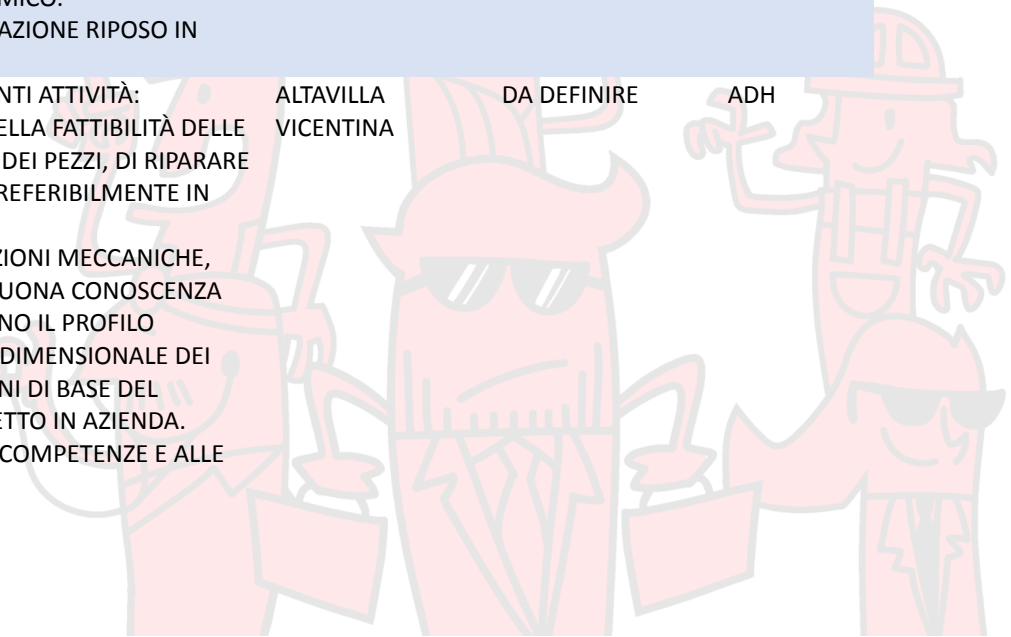 AZIONE RIPOSO IN
NTI ATTIVITÀ:
ELLA FATTIBILITÀ DELLE
DEI PEZZI, DI RIPARARE
REFERIBILMENTE IN
ZIONI MECCANICHE,
UONA CONOSCENZA
NO IL PROFILO
DIMENSIONALE DEI
NI DI BASE DEL
ETTO IN AZIENDA.
COMPETENZE E ALLE
ALTAVILLA
VICENTINA
DA DEFINIRE
ADH